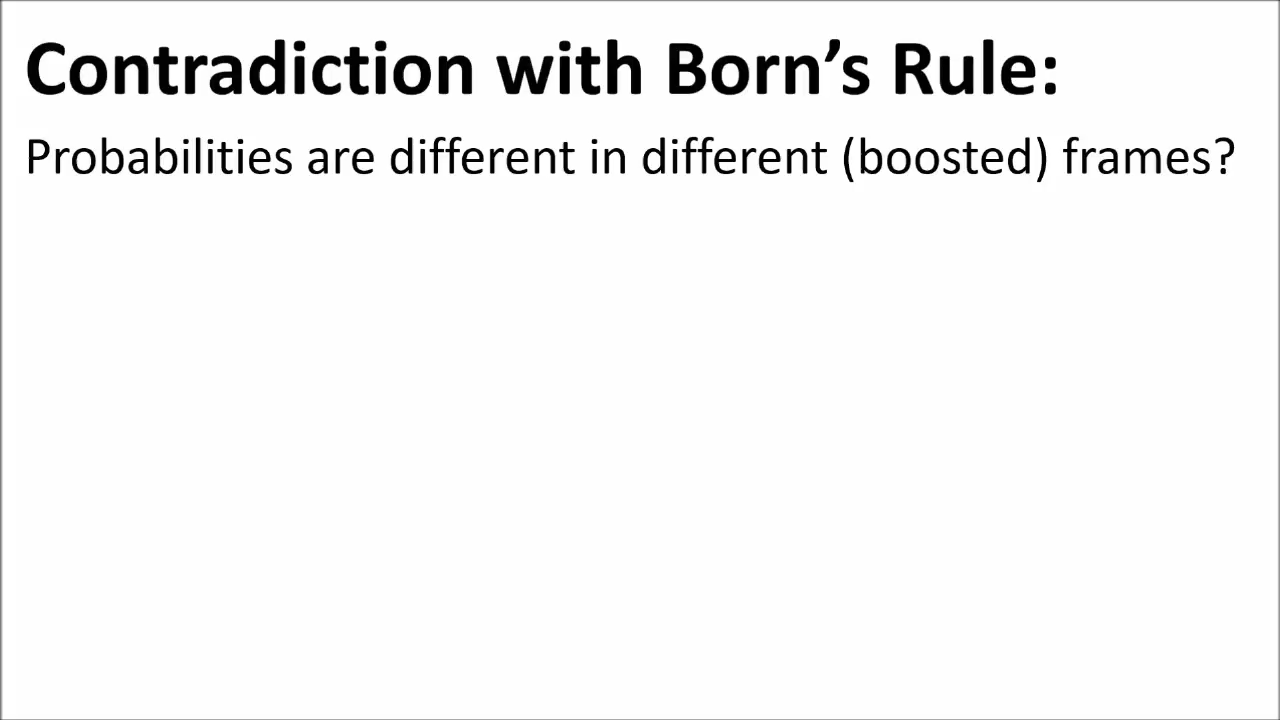 Contradiction with Born’s Rule:
Probabilities are different in different (boosted) frames?